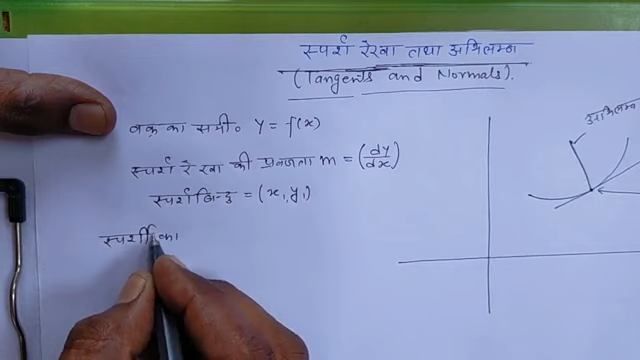 स्पर्श रेखा तथा अभिलम्ब
(Tangents and Normals).
वक्र का समी० y = f(x)
स्पर्श रेखा की प्रवणता m = (dy/dx)
स्पर्श बिन्दु = (x₁, y₁)
स्पर्शी का
अभिलम्ब